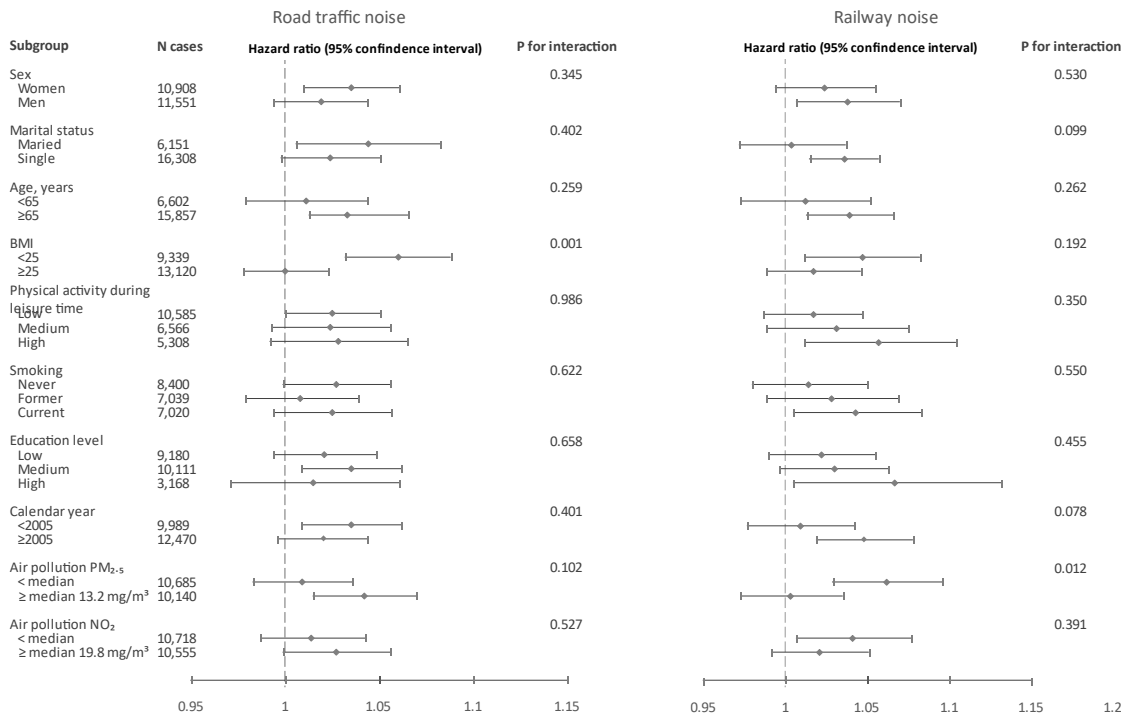 Road traffic noise Railway noise
Subgroup N cases Hazard ratio (95% confindence interval) P for interaction Hazard ratio (95% confindence interval) P for interaction
Sex 0.345 0.530
Women 10,908
Men 11,551
Marital status 0.402 0.099
Maried 6,151
Single 16,308
Age, years 0.259 0.262
<65 6,602
≥65 15,857
BMI 0.001 0.192
<25 9,339
≥25 13,120
Physical activity during
leisure time 0.986 0.350
Low 10,585
Medium 6,566
High 5,308
Smoking 0.622 0.550
Never 8,400
Former 7,039
Current 7,020
Education level 0.658 0.455
Low 9,180
Medium 10,111
High 3,168
Calendar year 0.401 0.078
<2005 9,989
≥2005 12,470
Air pollution PM₂.₅ 0.102 0.012
< median 10,685
≥ median 13.2 mg/m³ 10,140
Air pollution NO₂ 0.527 0.391
< median 10,718
≥ median 19.8 mg/m³ 10,555
0.95 1 1.05 1.1 1.15 0.95 1 1.05 1.1 1.15 1.2